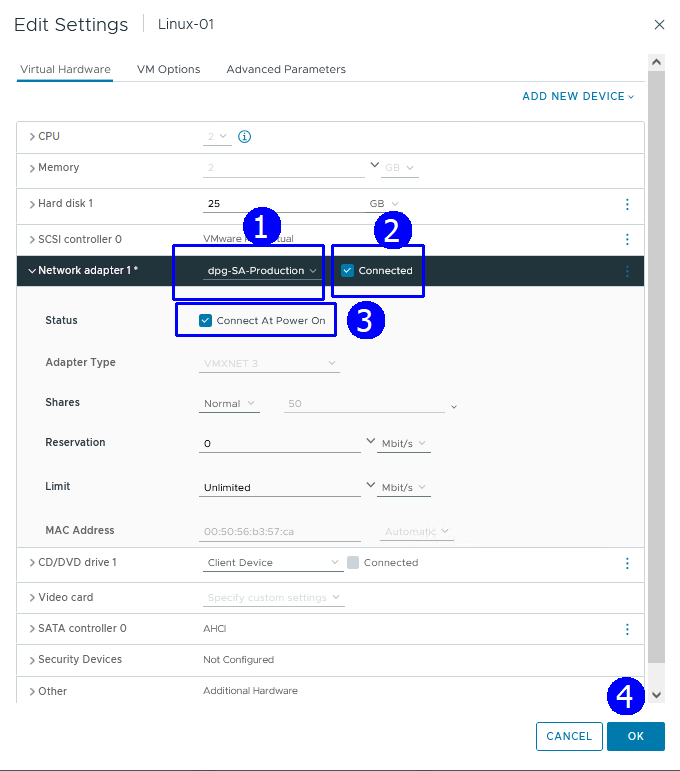 Edit Settings | Linux-01
Virtual Hardware VM Options Advanced Parameters
ADD NEW DEVICE
CPU 2
Memory 2 GB
Hard disk 1 25 GB
1 2
SCSI controller 0 VMware
Network adapter 1 * dpg-SA-Production Connected
Status Connect At Power On 3
Adapter Type VMXNET 3
Shares Normal 50
Reservation 0 Mbit/s
Limit Unlimited Mbit/s
MAC Address 00:50:56:b3:57:ca Automatic
CD/DVD drive 1 Client Device Connected
Video card Specify custom settings
SATA controller 0 AHCI
Security Devices Not Configured
Other Additional Hardware
4
CANCEL OK